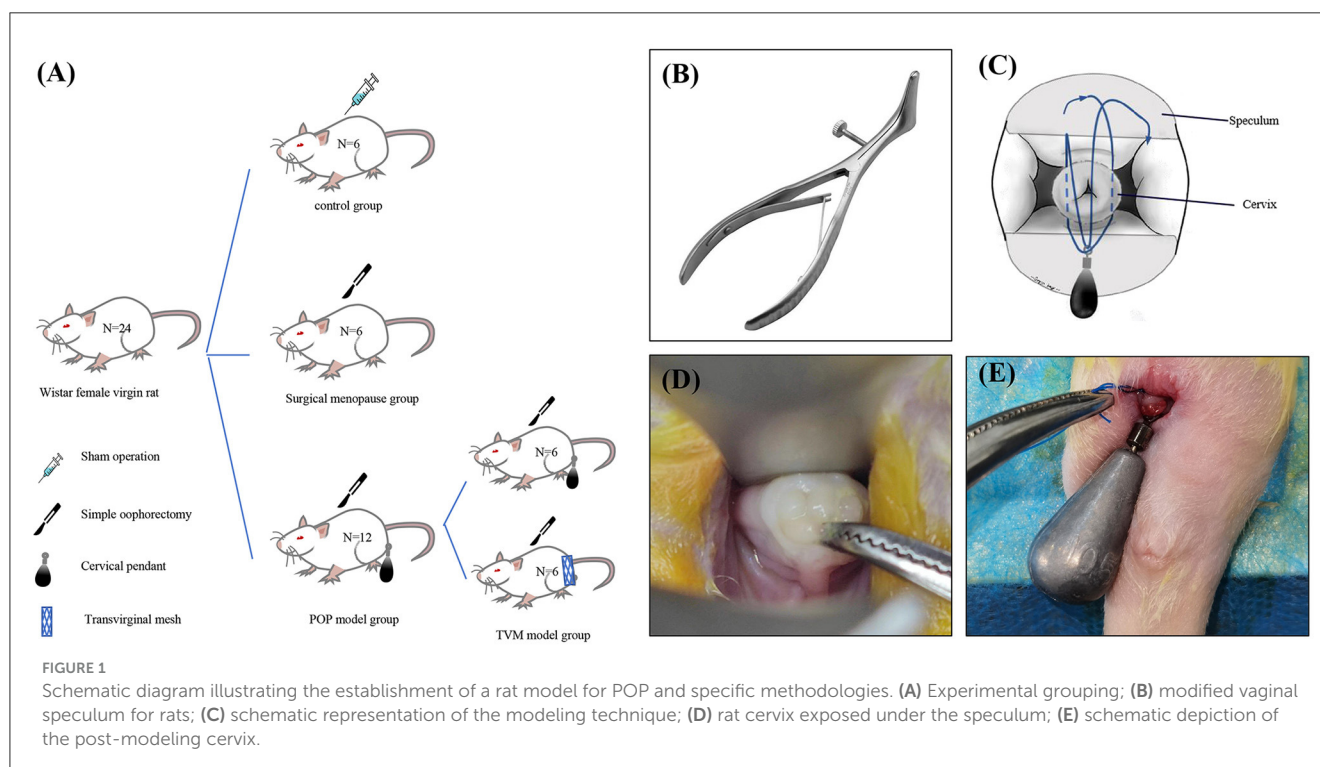 (A)
N=6
control group
N=24
Wistar female virgin rat
N=6
Surgical menopause group
Sham operation
Simple oophorectomy
Cervical pendant
Transvirginal mesh
N=12
POP model group
N=6
N=6
TVM model group
(B)
(C)
Speculum
Cervix
(D)
(E)
FIGURE 1
Schematic diagram illustrating the establishment of a rat model for POP and specific methodologies. (A) Experimental grouping; (B) modified vaginal
speculum for rats; (C) schematic representation of the modeling technique; (D) rat cervix exposed under the speculum; (E) schematic depiction of
the post-modeling cervix.